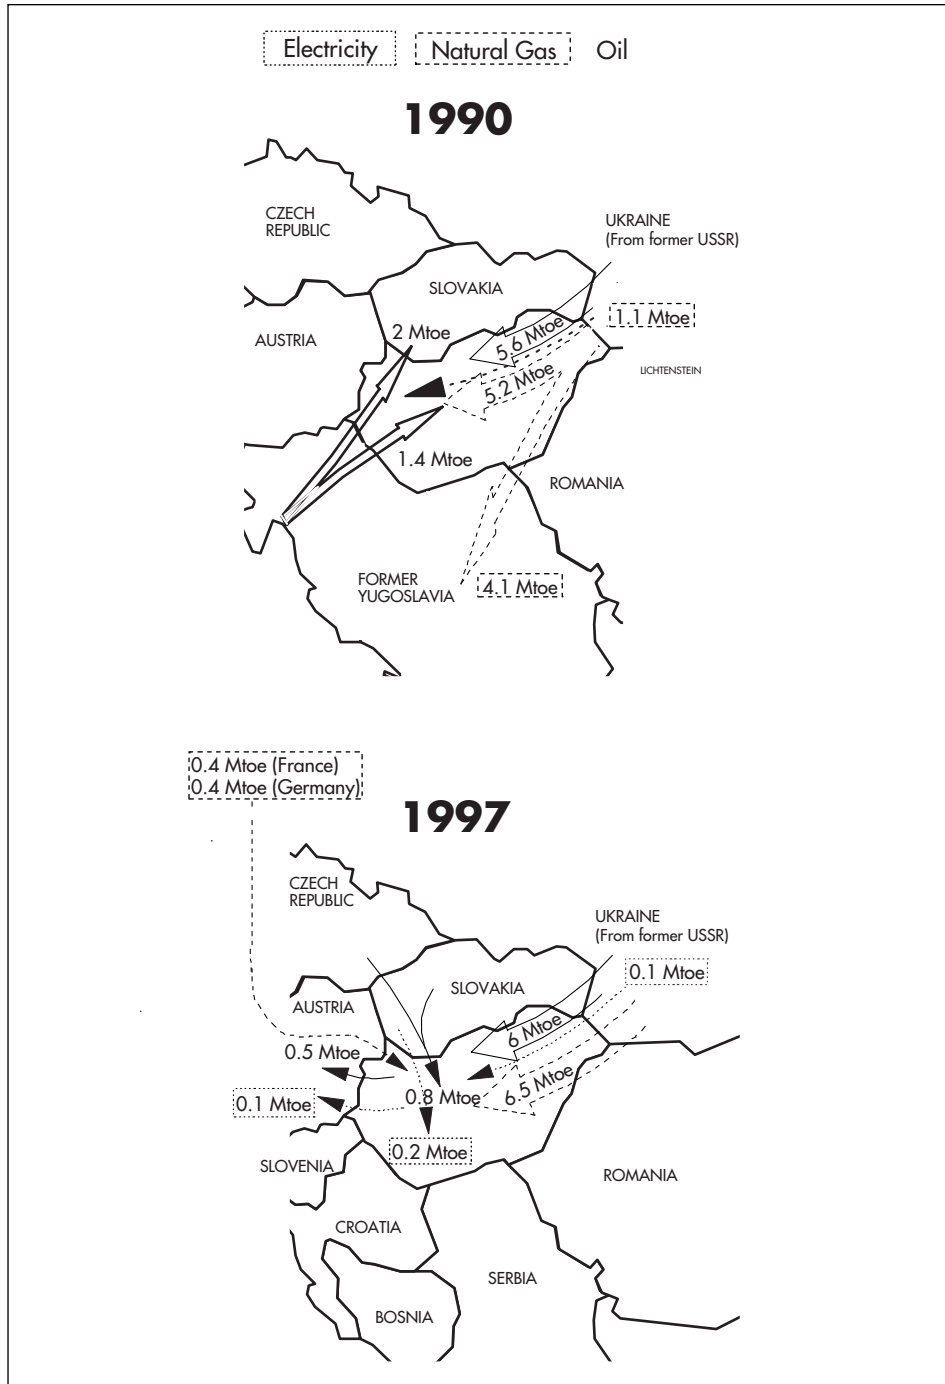 Electricity Natural Gas Oil
1990
CZECH
REPUBLIC
UKRAINE
(From former USSR)
SLOVAKIA
1.1 Mtoe
AUSTRIA
2 Mtoe
5.6 Mtoe
LICHTENSTEIN
5.2 Mtoe
1.4 Mtoe
ROMANIA
FORMER
YUGOSLAVIA
4.1 Mtoe
0.4 Mtoe (France)
0.4 Mtoe (Germany)
1997
CZECH
REPUBLIC
UKRAINE
(From former USSR)
0.1 Mtoe
SLOVAKIA
AUSTRIA
6 Mtoe
0.5 Mtoe
6.5 Mtoe
0.8 Mtoe
0.1 Mtoe
0.2 Mtoe
SLOVENIA
ROMANIA
CROATIA
SERBIA
BOSNIA